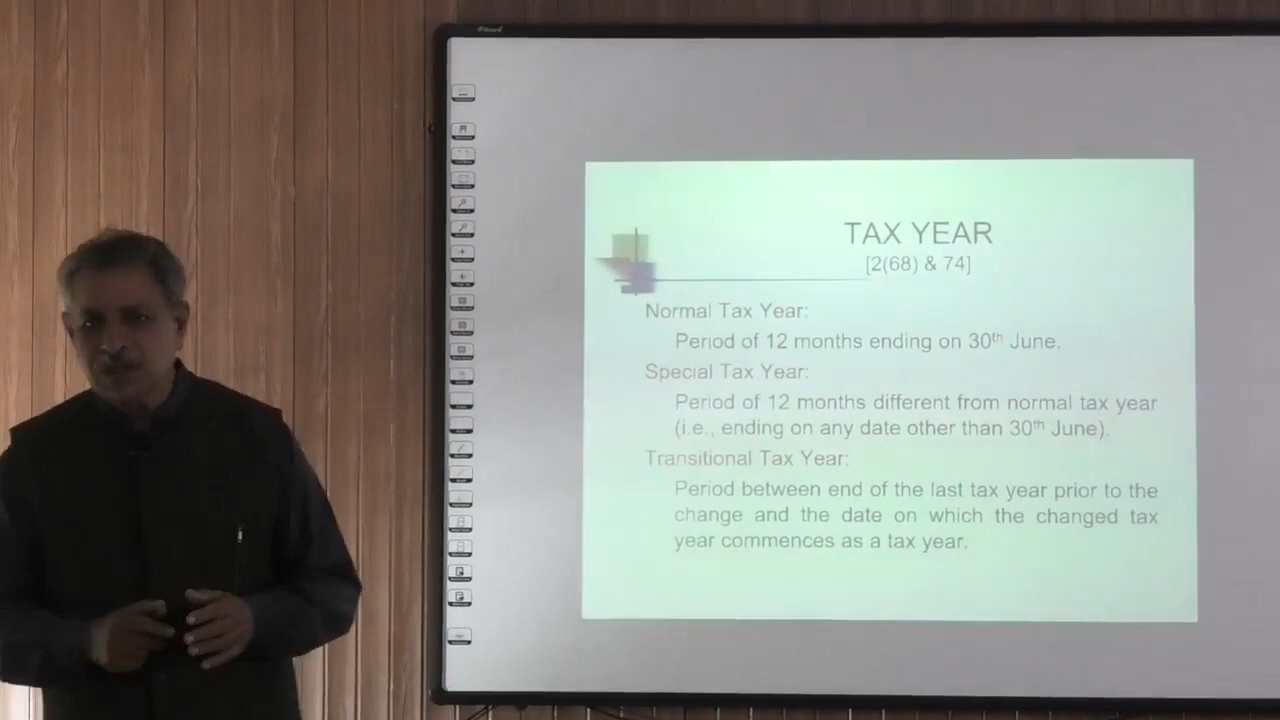 TAX YEAR
[2(68) & 74]
Normal Tax Year:
Period of 12 months ending on 30th June.
Special Tax Year:
Period of 12 months different from normal tax year
(i.e., ending on any date other than 30th June).
Transitional Tax Year:
Period between end of the last tax year prior to the
change and the date on which the changed tax
year commences as a tax year.